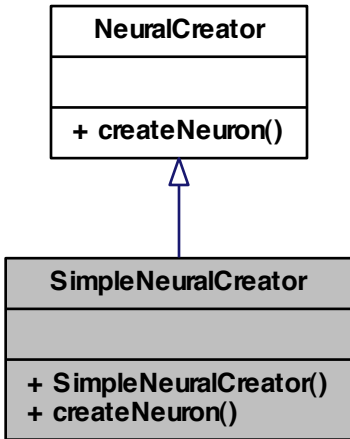 NeuralCreator
+ createNeuron()
SimpleNeuralCreator
+ SimpleNeuralCreator()
+ createNeuron()